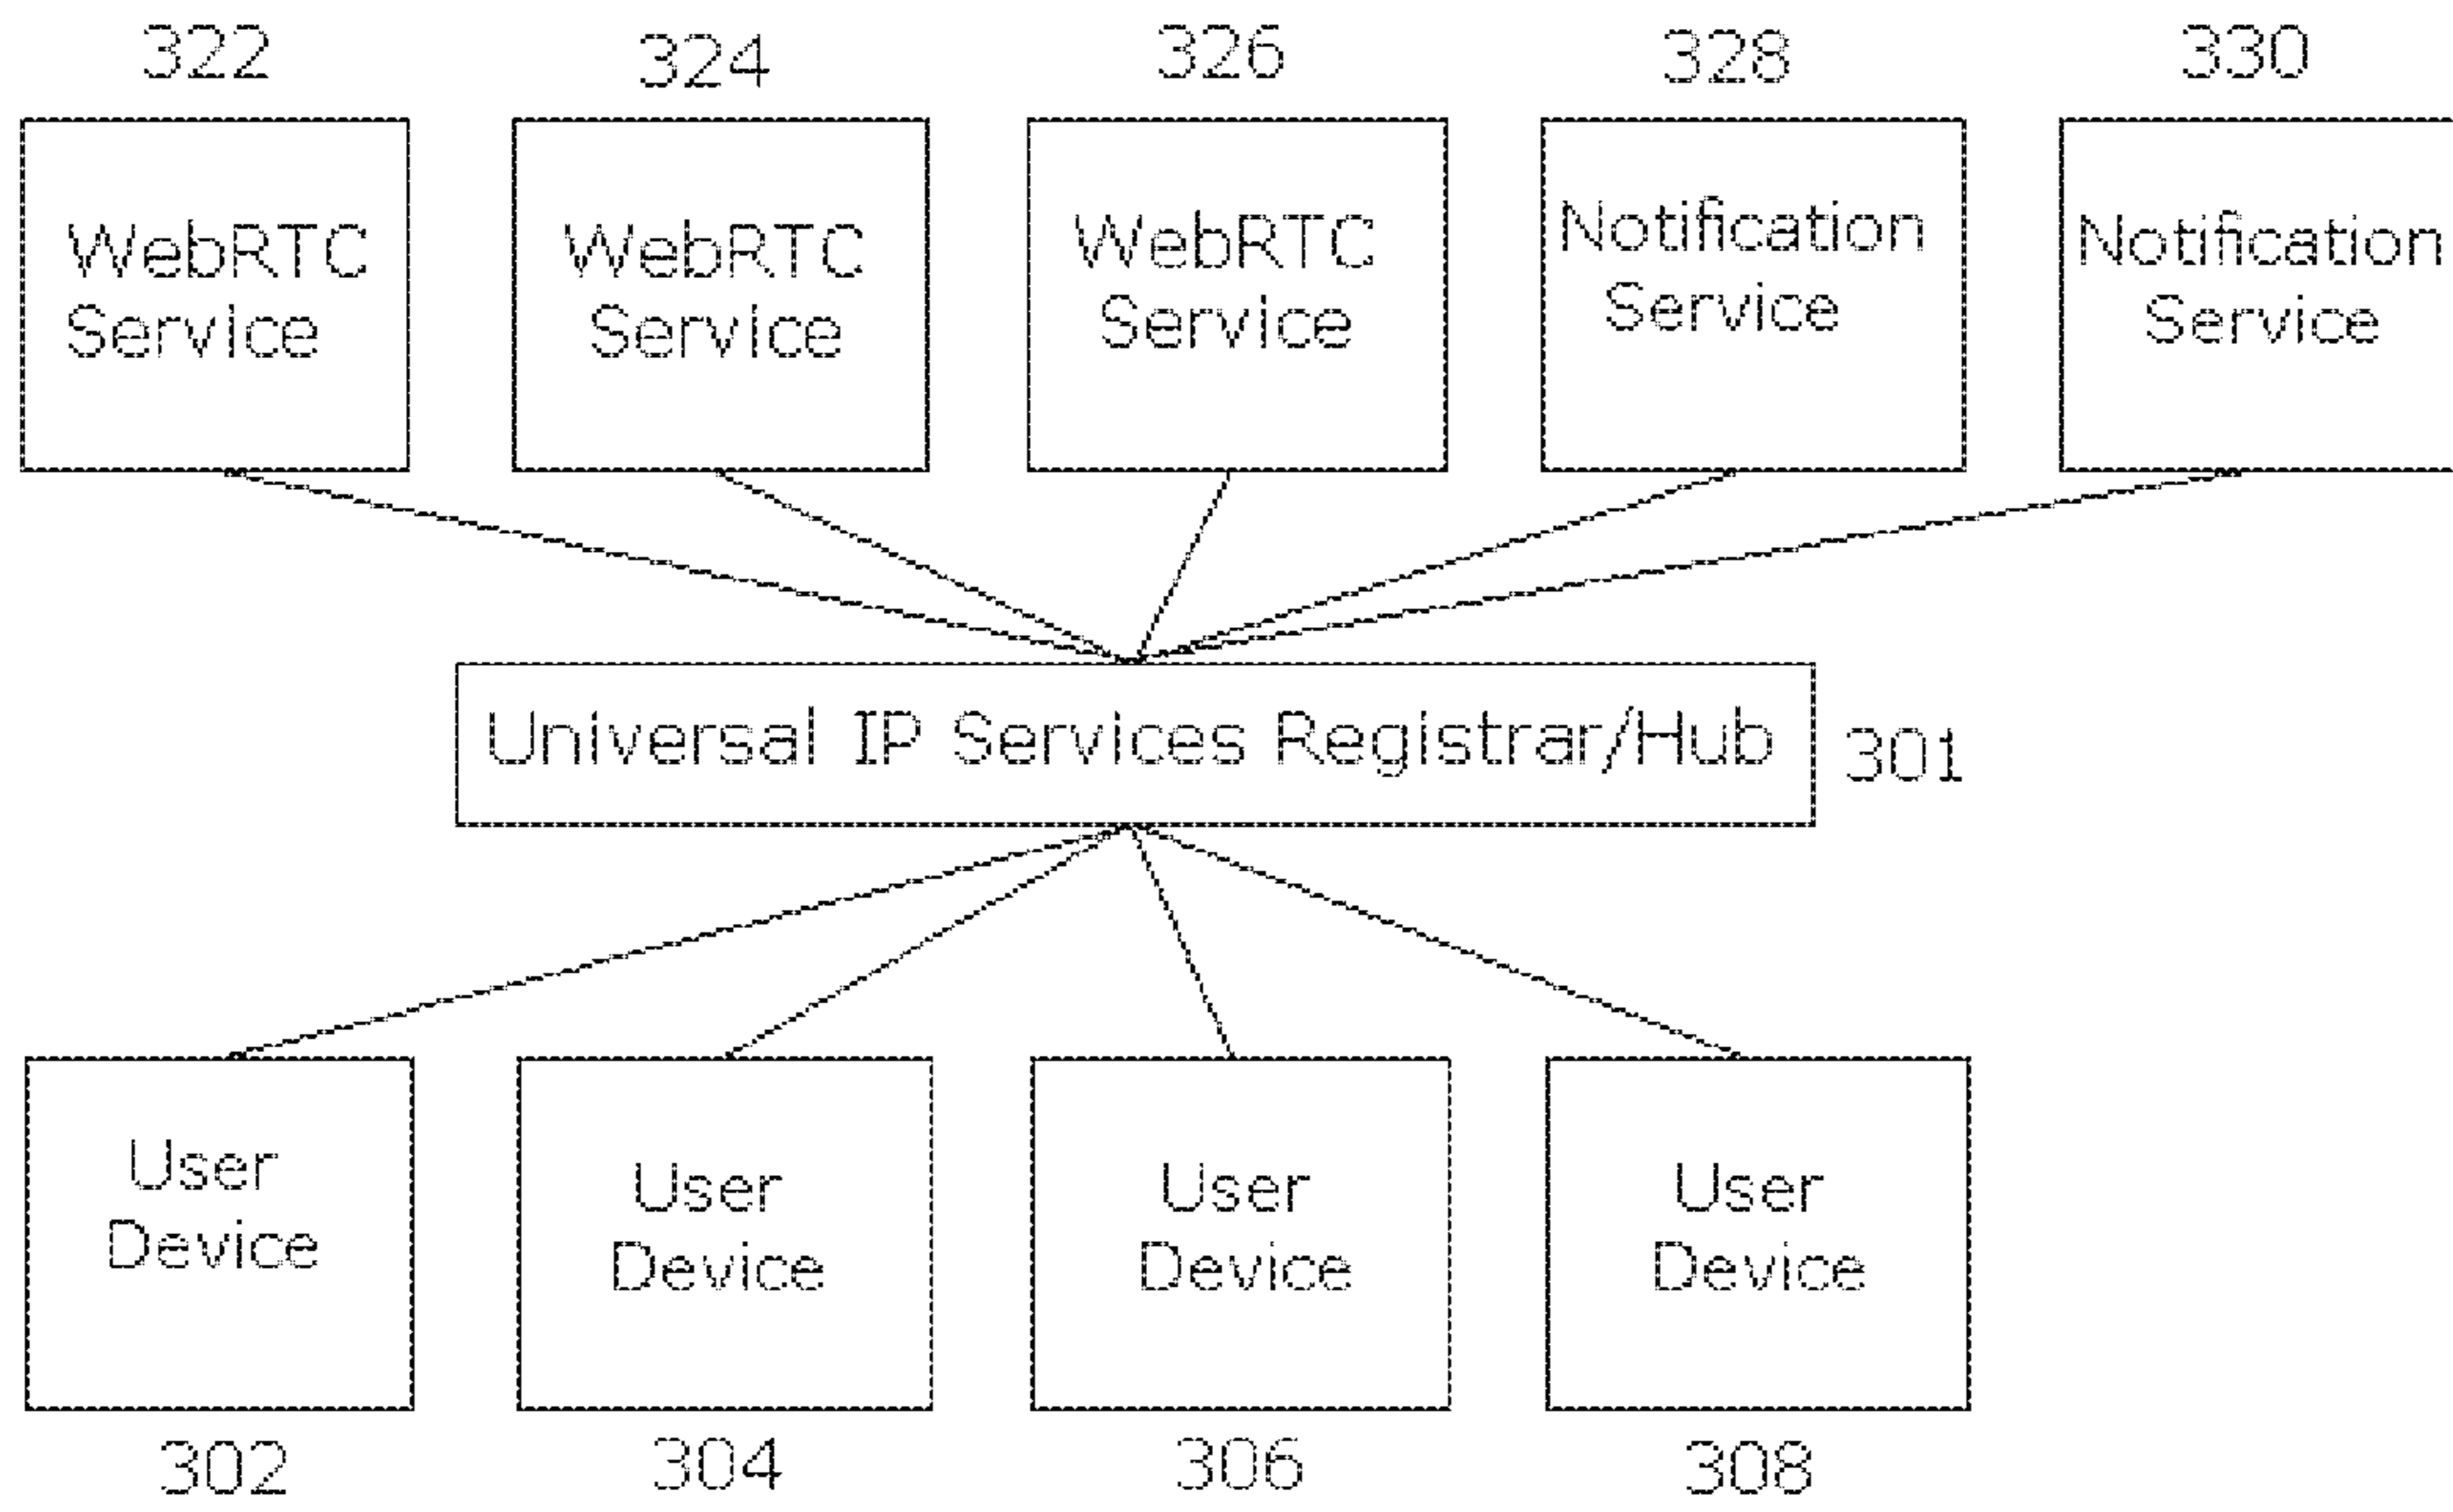 322
324
326
328
330
WebRTC
Service
WebRTC
Service
WebRTC
Service
Notification
Service
Notification
Service
Universal IP Services Registrar/Hub
301
User
Device
User
Device
User
Device
User
Device
302
304
306
308